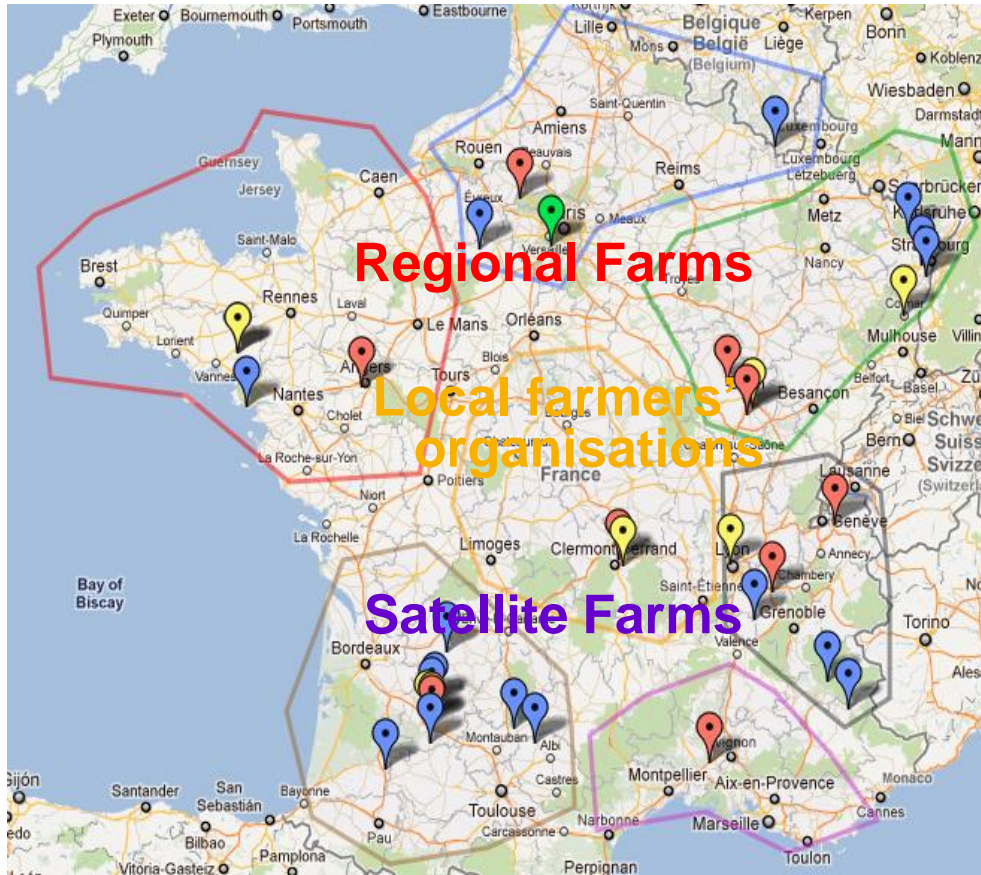 Exeter
Bournemouth
Portsmouth
Eastbourne
Plymouth
Lille
Mons
Belgique
België
(Belgium)
Liège
Kerpen
Bonn
Koblenz
Wiesbaden
Darmstadt
Saint-Quentin
Amiens
Rouen
Beauvais
Luxembourg
Lëtzebuerg
Guernsey
Jersey
Caen
Évreux
Reims
Meaux
Versaille
Metz
Nancy
Saint-Malo
Brest
Quimper
Lorient
Rennes
Laval
Le Mans
Regional Farms
Troyes
Orléans
Colmar
Mulhouse
Vannes
Nantes
Angers
Cholet
Tours
Blois
Local farmers'
organisations
Besançon
Belfort
Basel
Bern
Lausanne
La Roche-sur-Yon
Poitiers
Niort
France
Genève
La Rochelle
Limoges
Clermont-Ferrand
Lyon
Annecy
Chambery
Saint-Étienne
Bay of
Biscay
Satellite Farms
Grenoble
Valence
Torino
Bordeaux
Montauban
Albi
Castres
Avignon
Montpellier
Aix-en-Provence
Monaco
Cannes
Gijón
Santander
San
Sebastián
Bayonne
Toulouse
Pau
Carcassonne
Narbonne
Marseille
Toulon
Bilbao
Vitoria-Gasteiz
Pamplona
Perpignan